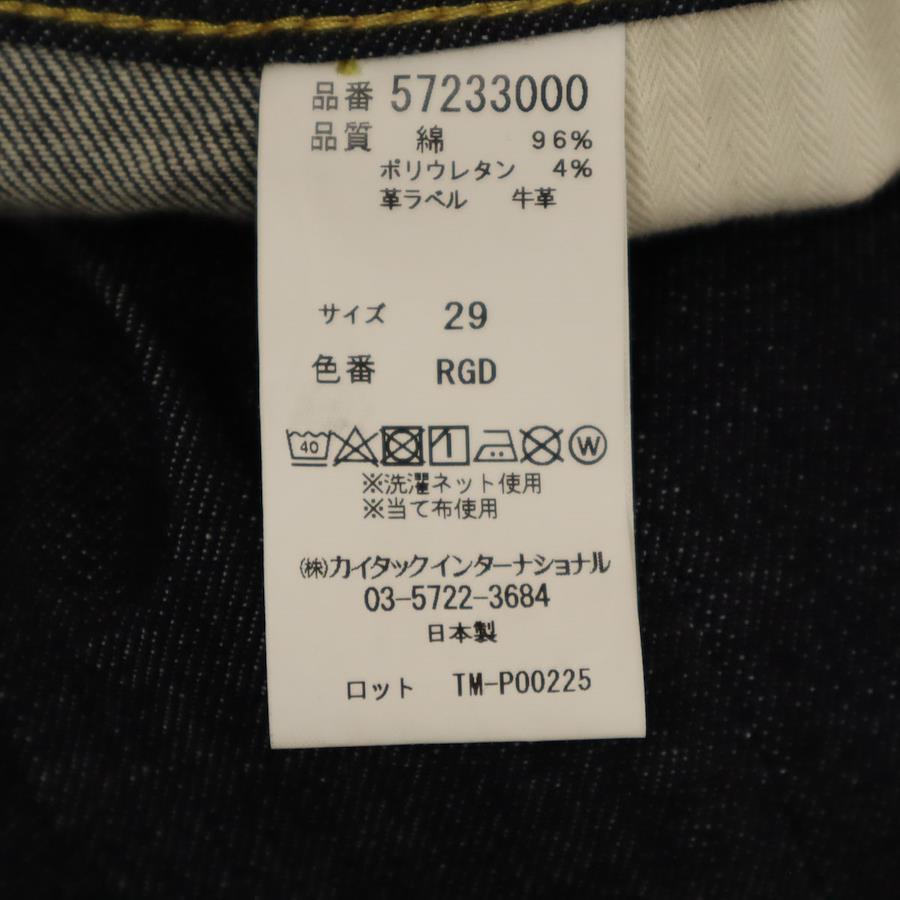 品番 57233000
品質 綿 96%
ポリウレタン 4%
革ラベル 牛革
サイズ 29
色番 RGD
40 W
※洗濯ネット使用
※当て布使用
㈱カイタックインターナショナル
03-5722-3684
日本製
ロット TM-P00225